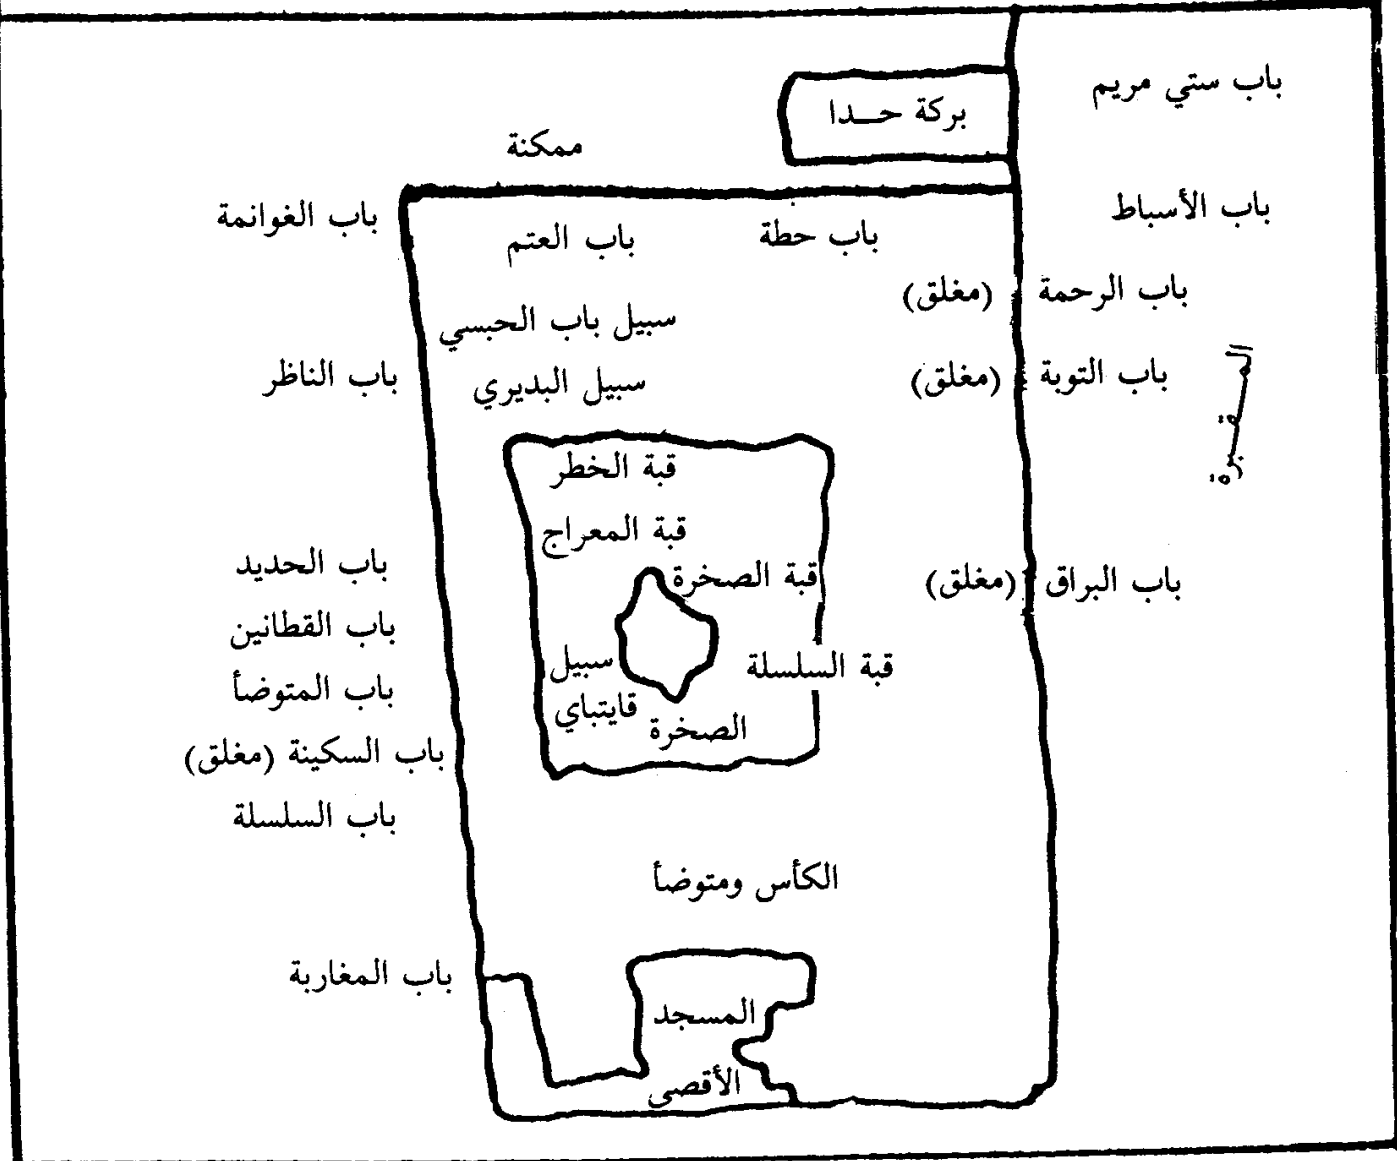 باب ستي مريم
بركة حدا
ممكنة
باب الأسباط
باب الغوانمة
باب حطة
باب العتم
باب الرحمة (مغلق)
سبيل باب الحبسي
باب التوبة (مغلق)
المقبرة
سبيل البديري
باب الناظر
قبة الخطر
قبة المعراج
قبة الصخرة
باب البراق (مغلق)
باب الحديد
باب القطانين
قبة السلسلة
سبيل
قايتباي
الصخرة
باب المتوضأ
باب السكينة (مغلق)
باب السلسلة
الكأس ومتوضأ
باب المغاربة
المسجد
الأقصى